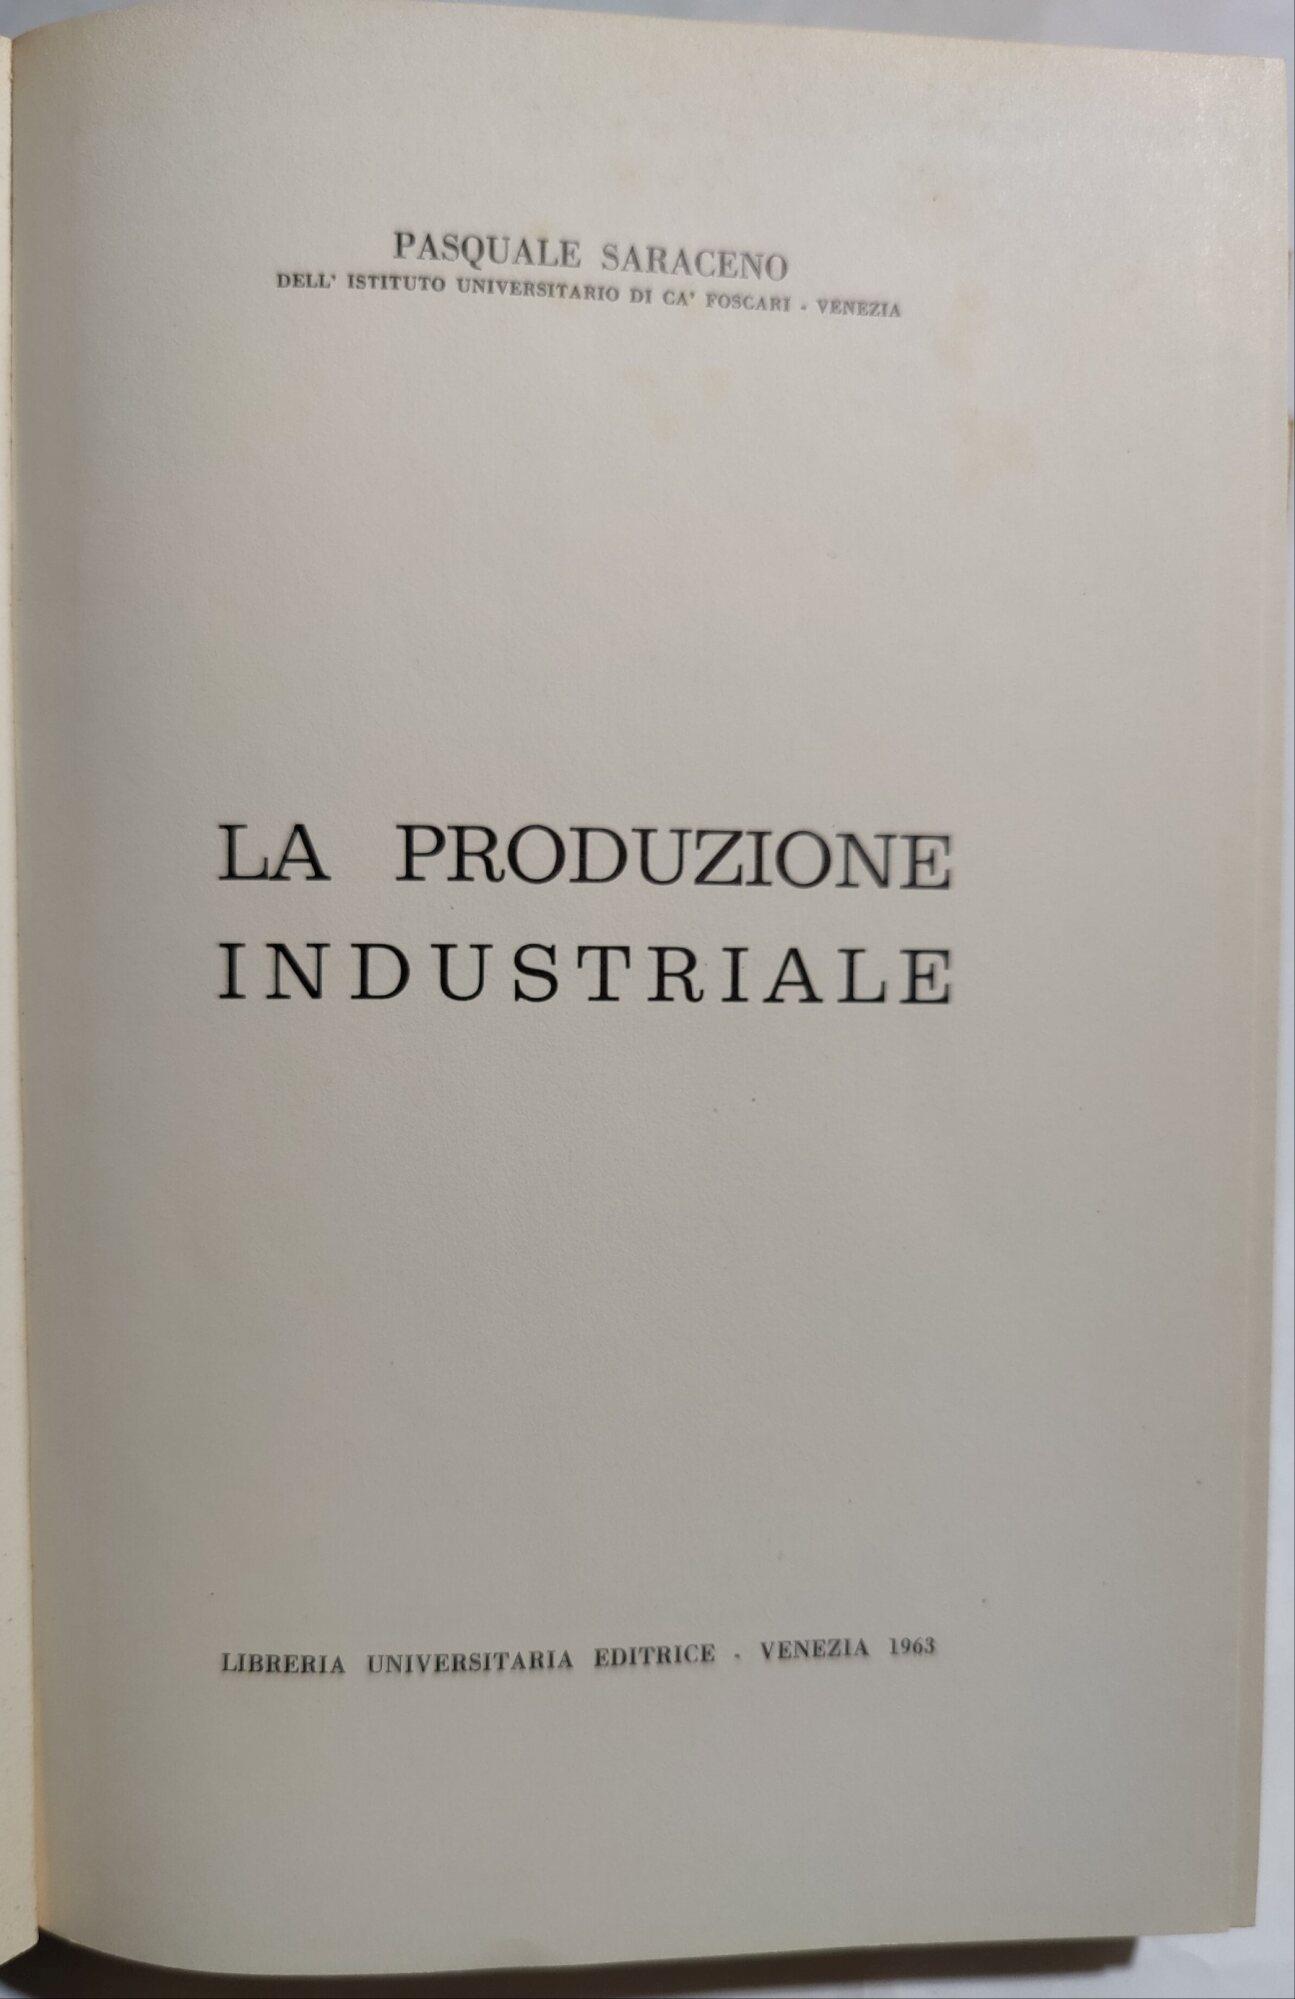 PASQUALE SARACENO
DELL' ISTITUTO UNIVERSITARIO DI CA' FOSCARI - VENEZIA
LA PRODUZIONE
INDUSTRIALE
LIBRERIA UNIVERSITARIA EDITRICE - VENEZIA 1963